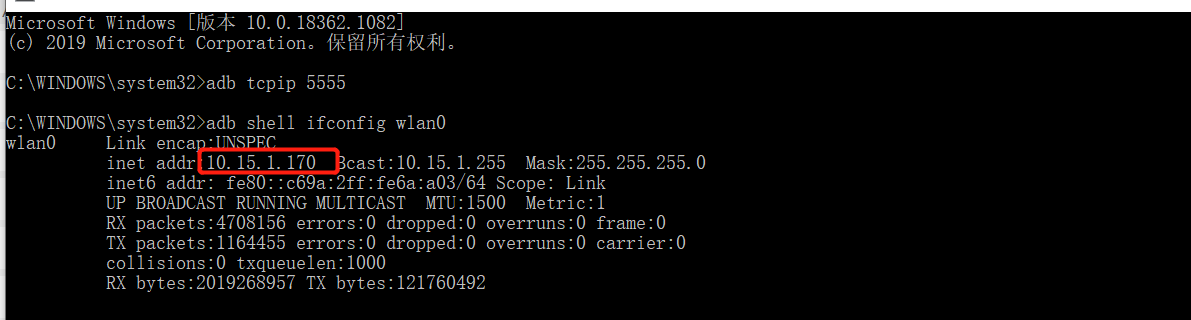 Microsoft Windows [版本 10.0.18362.1082]
(c) 2019 Microsoft Corporation。保留所有权利。
C:\WINDOWS\system32>adb tcpip 5555
C:\WINDOWS\system32>adb shell ifconfig wlan0
wlan0     Link encap:UNSPEC
          inet addr:10.15.1.170  Bcast:10.15.1.255  Mask:255.255.255.0
          inet6 addr: fe80::c69a:2ff:fe6a:a03/64 Scope: Link
          UP BROADCAST RUNNING MULTICAST  MTU:1500  Metric:1
          RX packets:4708156 errors:0 dropped:0 overruns:0 frame:0
          TX packets:1164455 errors:0 dropped:0 overruns:0 carrier:0
          collisions:0 txqueuelen:1000
          RX bytes:2019268957 TX bytes:121760492